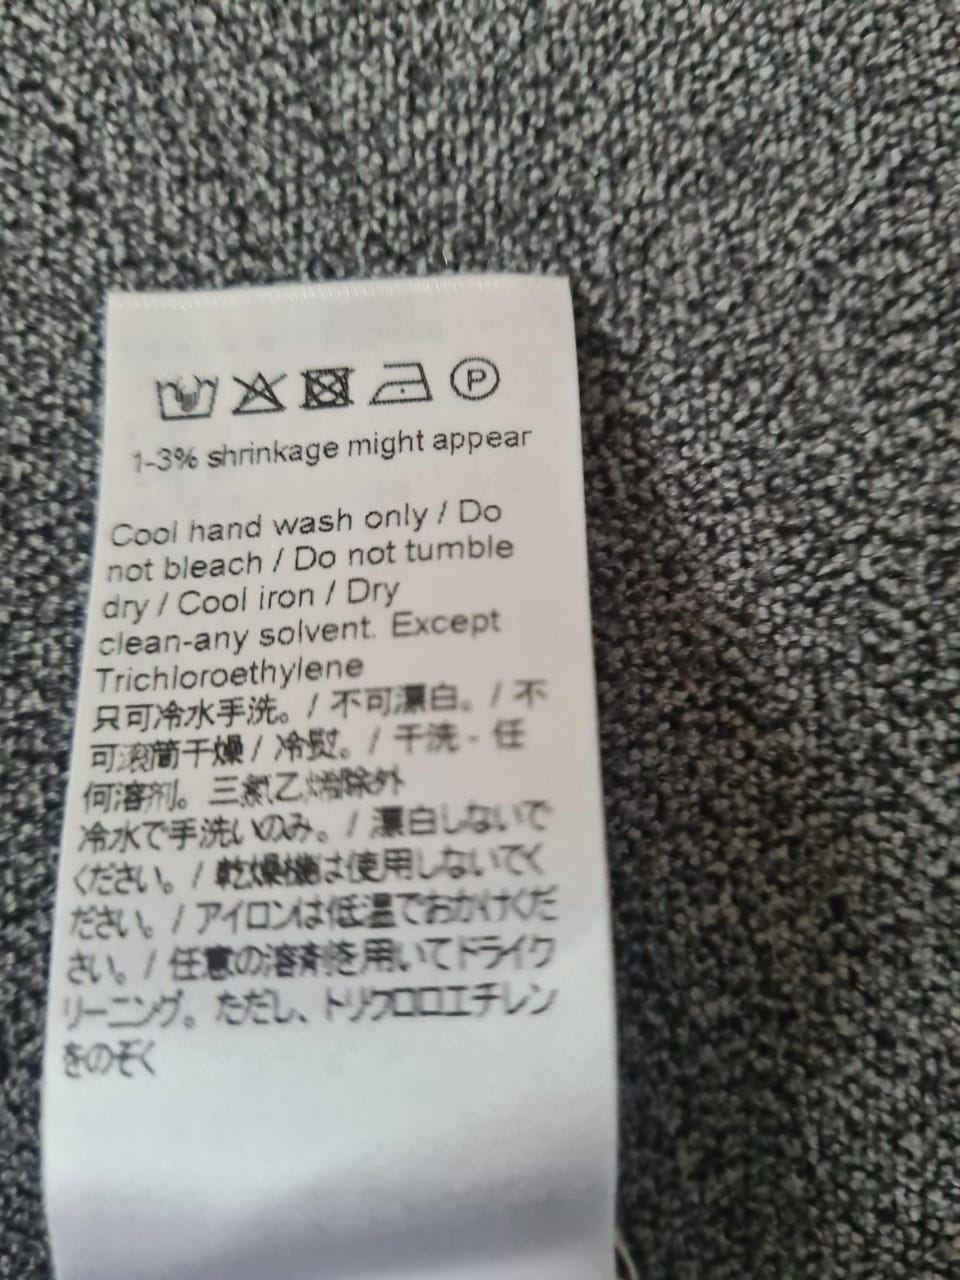 P
1-3% shrinkage might appear
Cool hand wash only / Do
not bleach / Do not tumble
dry / Cool iron / Dry
clean-any solvent. Except
Trichloroethylene
只可冷水手洗。/ 不可漂白。/ 不
可滚筒干燥 / 冷熨。/ 干洗 - 任
何溶剂。三氯乙烯除外
冷水で手洗いのみ。/ 漂白しないで
ください。/ 乾燥機は使用しないでく
ださい。/ アイロンは低温でおかけくだ
さい。/ 任意の溶剤を用いてドライク
リーニング。ただし、トリクロロエチレン
をのぞく